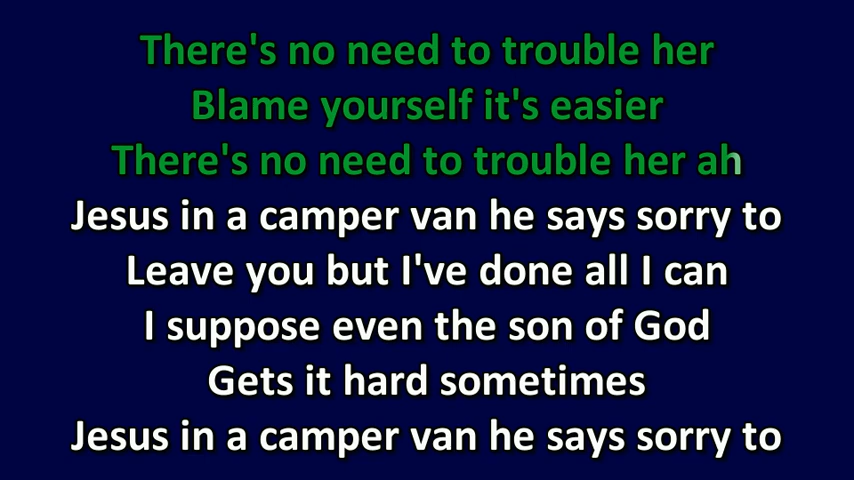 There's no need to trouble her
Blame yourself it's easier
There's no need to trouble her ah
Jesus in a camper van he says sorry to
Leave you but I've done all I can
I suppose even the son of God
Gets it hard sometimes
Jesus in a camper van he says sorry to